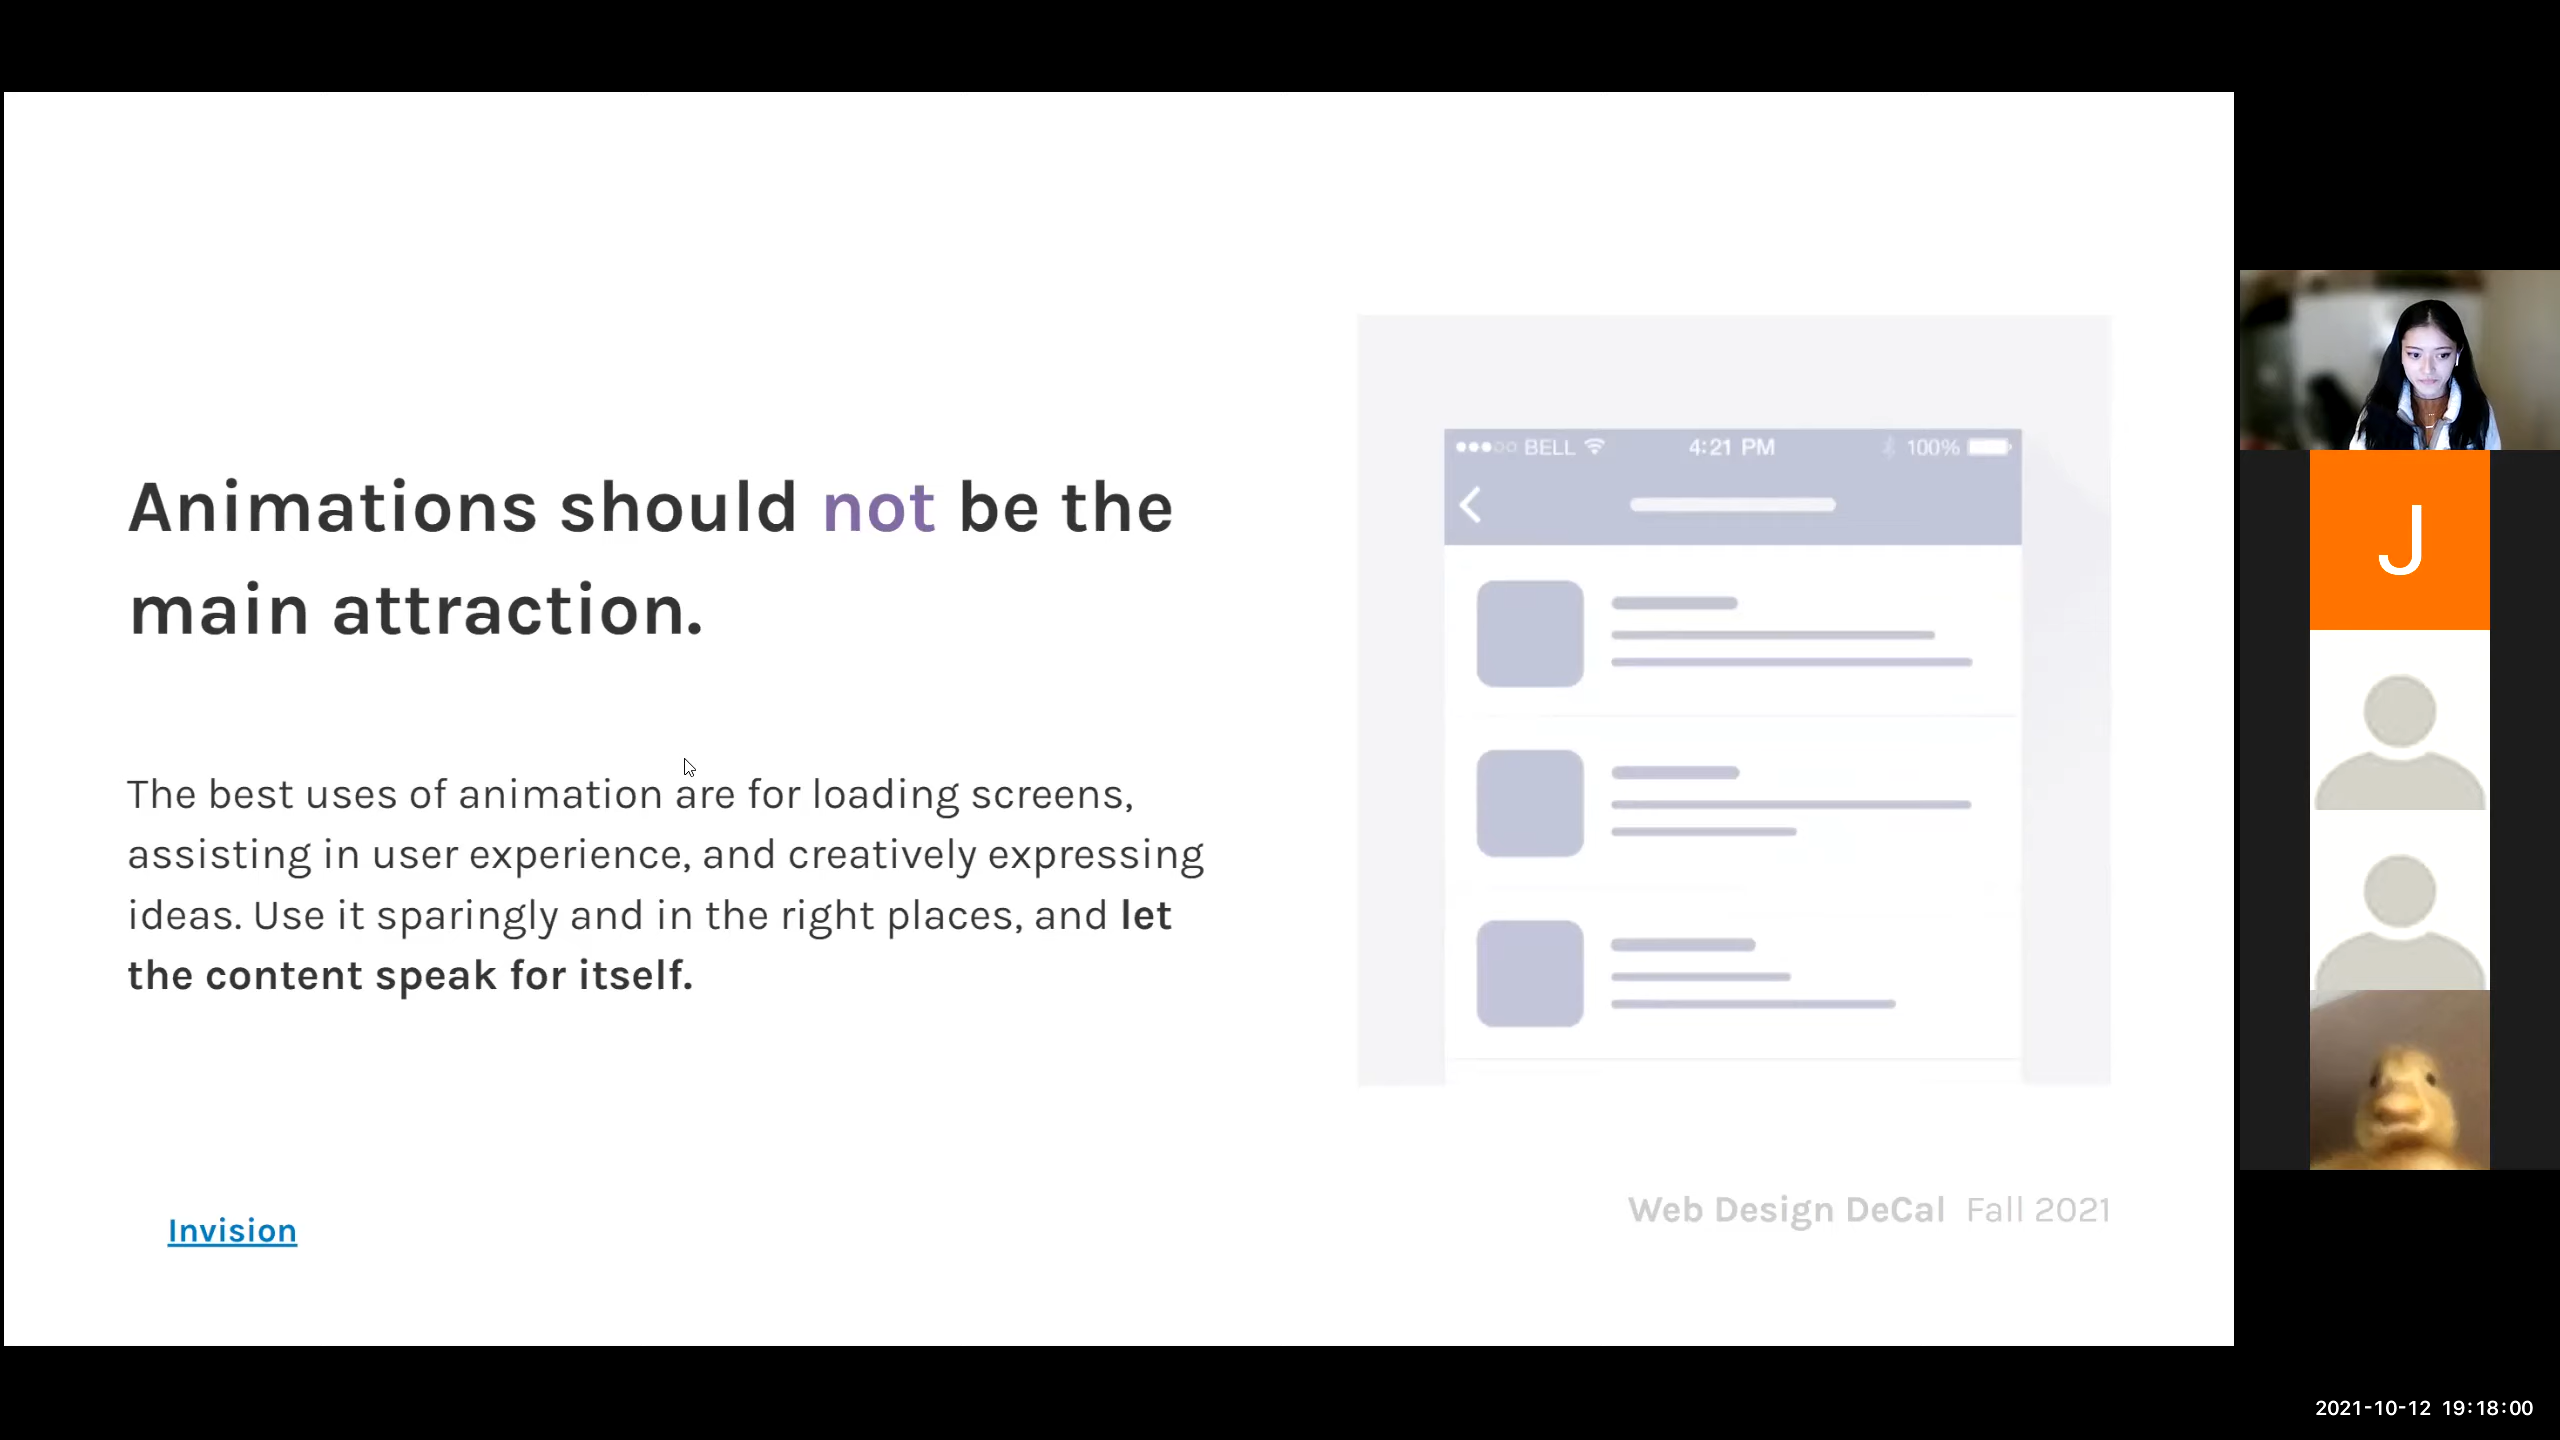 Animations should not be the
main attraction.
The best uses of animation are for loading screens,
assisting in user experience, and creatively expressing
ideas. Use it sparingly and in the right places, and let
the content speak for itself.
Invision
BELL 4:21 PM 100%
Web Design DeCal Fall 2021
J
2021-10-12 19:18:00